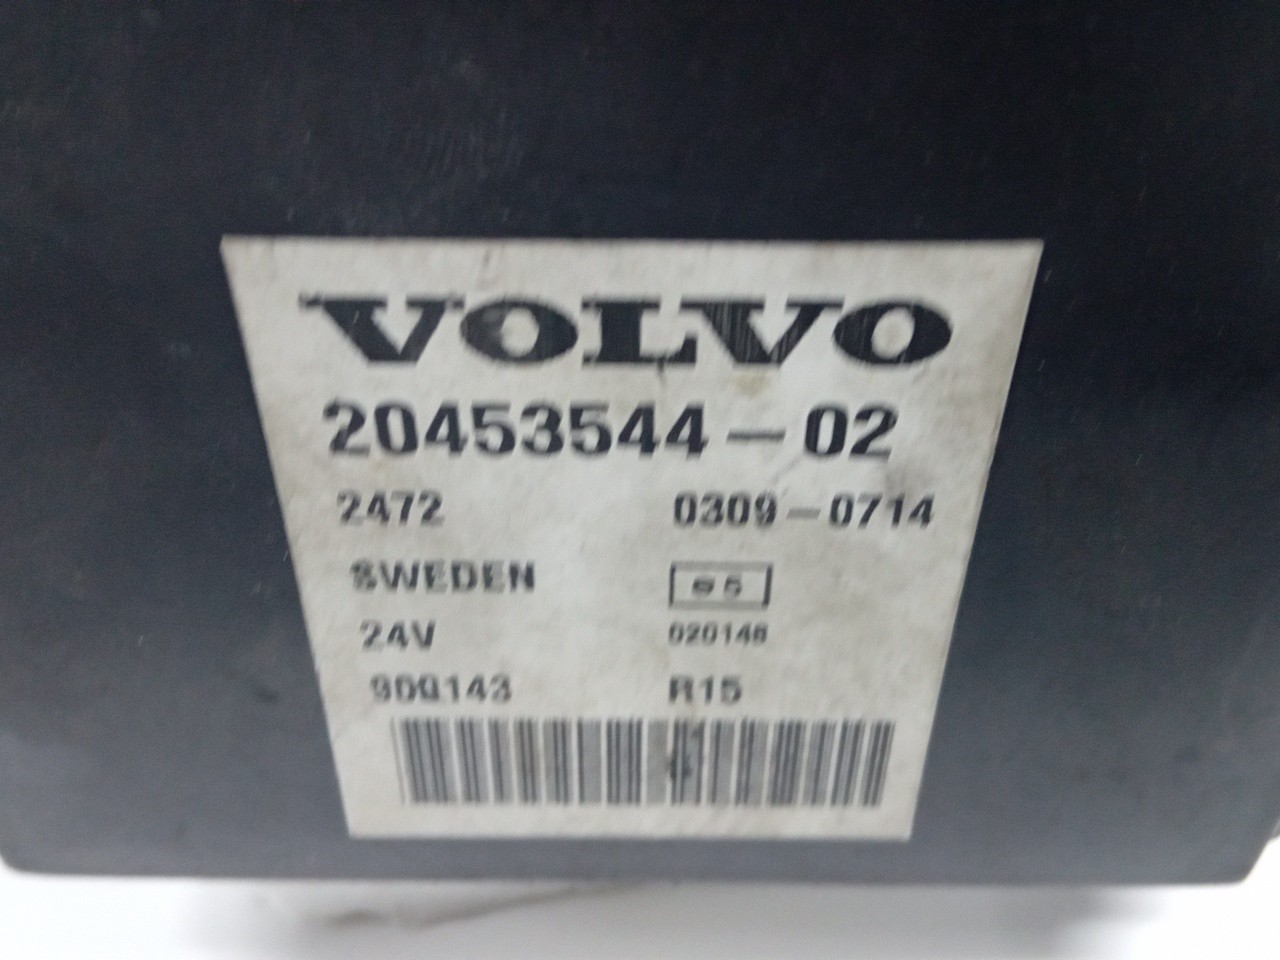 VOLVO
20453544-02
2472 0309-0714
SWEDEN e5
24V 020148
900143 R15